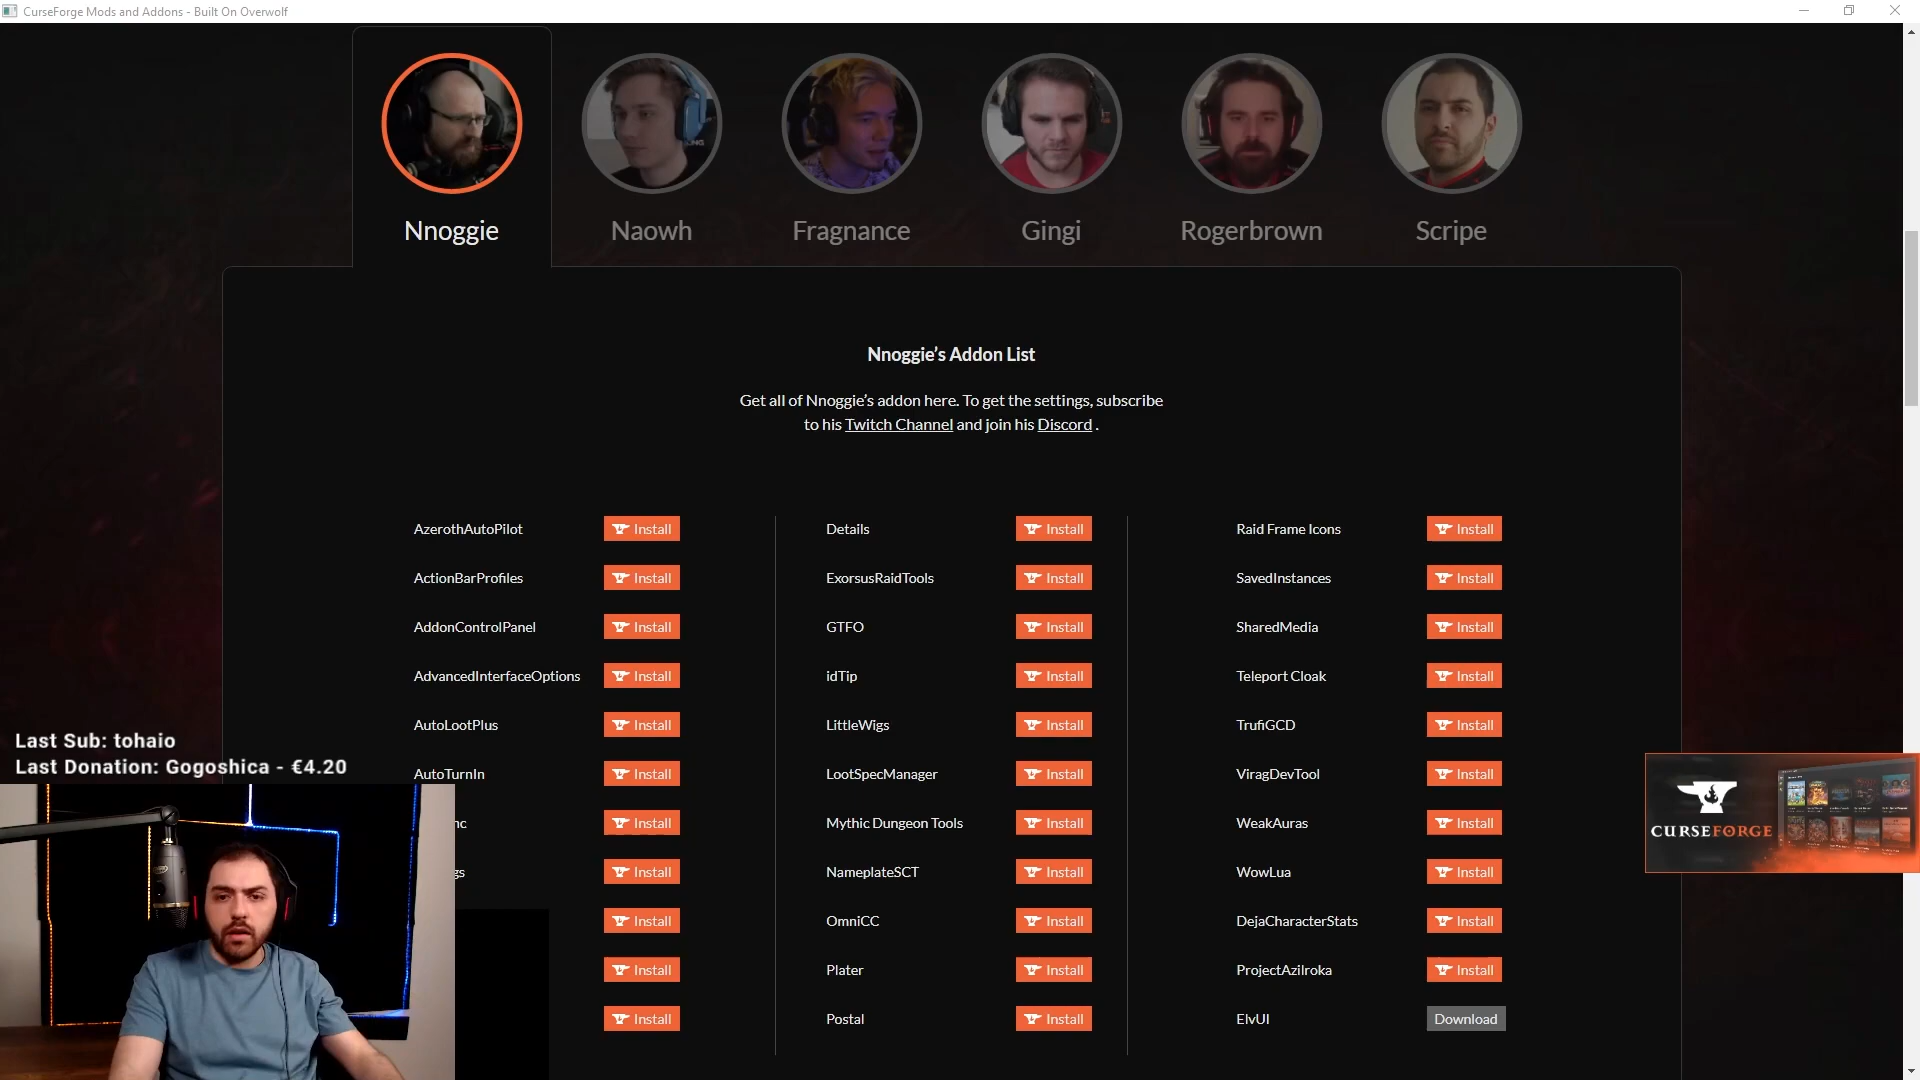 CurseForge Mods and Addons - Built On Overwolf
Nnoggie
Naowh
Fragnance
Gingi
Rogerbrown
Scripe
Nnoggie’s Addon List
Get all of Nnoggie’s addon here. To get the settings, subscribe
to his Twitch Channel and join his Discord .
AzerothAutoPilot Install
ActionBarProfiles Install
AddonControlPanel Install
AdvancedInterfaceOptions Install
AutoLootPlus Install
AutoTurnIn Install
nc Install
gs Install
Install
Install
Install
Details Install
ExorsusRaidTools Install
GTFO Install
idTip Install
LittleWigs Install
LootSpecManager Install
Mythic Dungeon Tools Install
NameplateSCT Install
OmniCC Install
Plater Install
Postal Install
Raid Frame Icons Install
SavedInstances Install
SharedMedia Install
Teleport Cloak Install
TrufiGCD Install
ViragDevTool Install
WeakAuras Install
WowLua Install
DejaCharacterStats Install
ProjectAzilroka Install
ElvUI Download
Last Sub: tohaio
Last Donation: Gogoshica - €4.20
CURSEFORGE